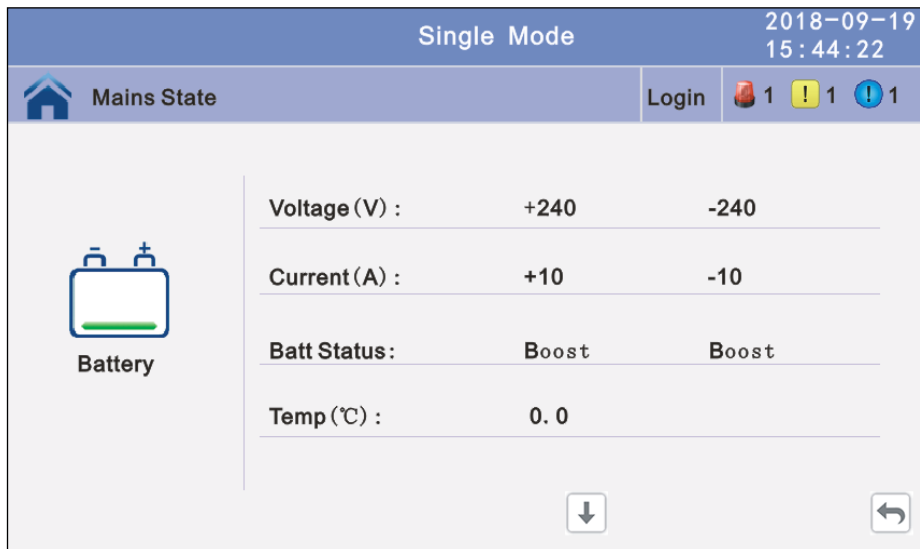 Single Mode
2018-09-19
15:44:22
Mains State
Login
1
! 1
! 1
Voltage(V): +240 -240
Current(A): +10 -10
Batt Status: Boost Boost
Temp(℃): 0.0
- +
Battery